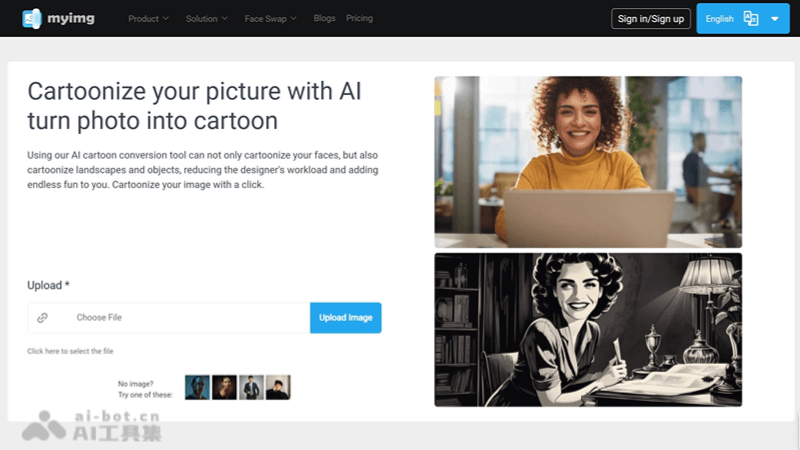 myimg
Product
Solution
Face Swap
Blogs
Pricing
Sign in/Sign up
English
Cartoonize your picture with AI
turn photo into cartoon
Using our AI cartoon conversion tool can not only cartoonize your faces, but also
cartoonize landscapes and objects, reducing the designer's workload and adding
endless fun to you. Cartoonize your image with a click.
Upload *
Choose File
Upload Image
Click here to select the file
No image?
Try one of these:
ai-bot.cn
AI工具集